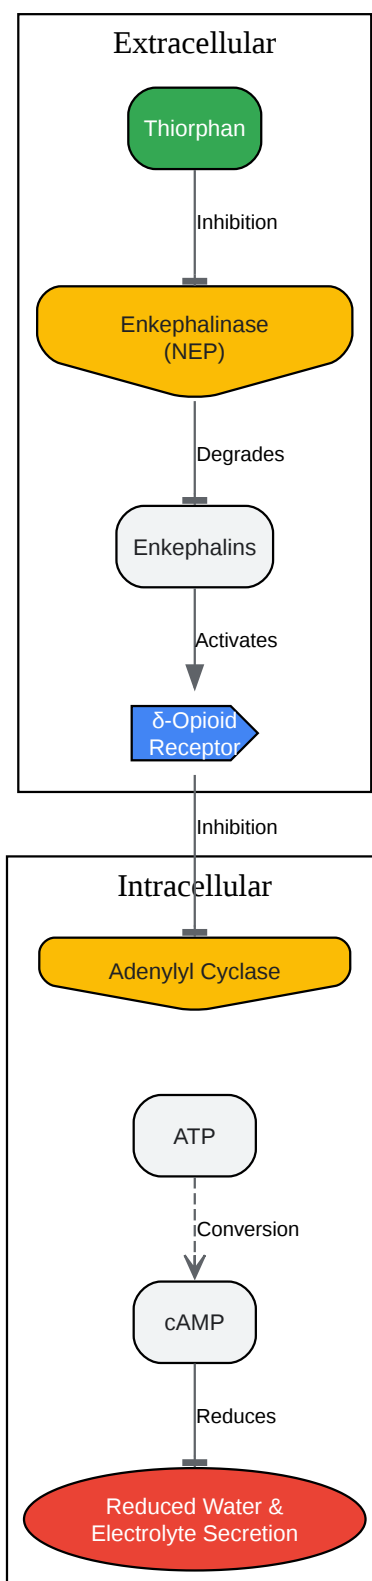 Extracellular
Thiorphan
Inhibition
Enkephalinase
(NEP)
Degrades
Enkephalins
Activates
δ-Opioid
Receptor
Inhibition
Intracellular
Adenylyl Cyclase
ATP
Conversion
cAMP
Reduces
Reduced Water &
Electrolyte Secretion